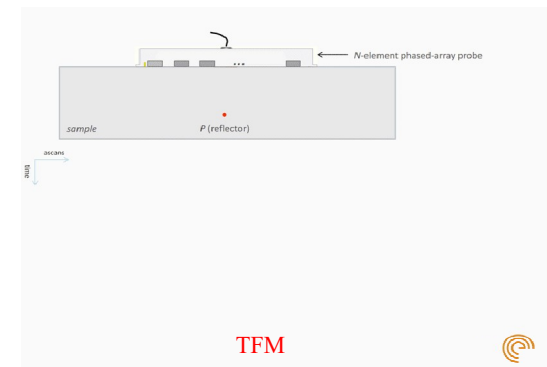 N-element phased-array probe
...
sample
P (reflector)
ascans
time
TFM